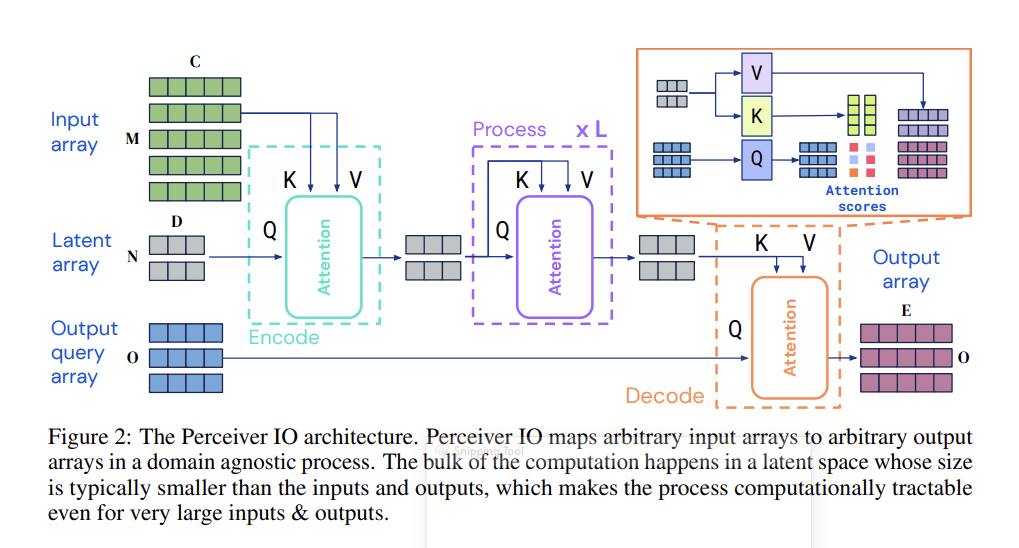 C
Input
array
M
D
Latent
array
N
Output
query
array
O
K V
Q
Attention
Encode
Process x L
K V
Q
Attention
V
K
Q
Attention
scores
K V
Q
Attention
Decode
Output
array
E
O
Figure 2: The Perceiver IO architecture. Perceiver IO maps arbitrary input arrays to arbitrary output
arrays in a domain agnostic process. The bulk of the computation happens in a latent space whose size
is typically smaller than the inputs and outputs, which makes the process computationally tractable
even for very large inputs & outputs.
Snipping Tool